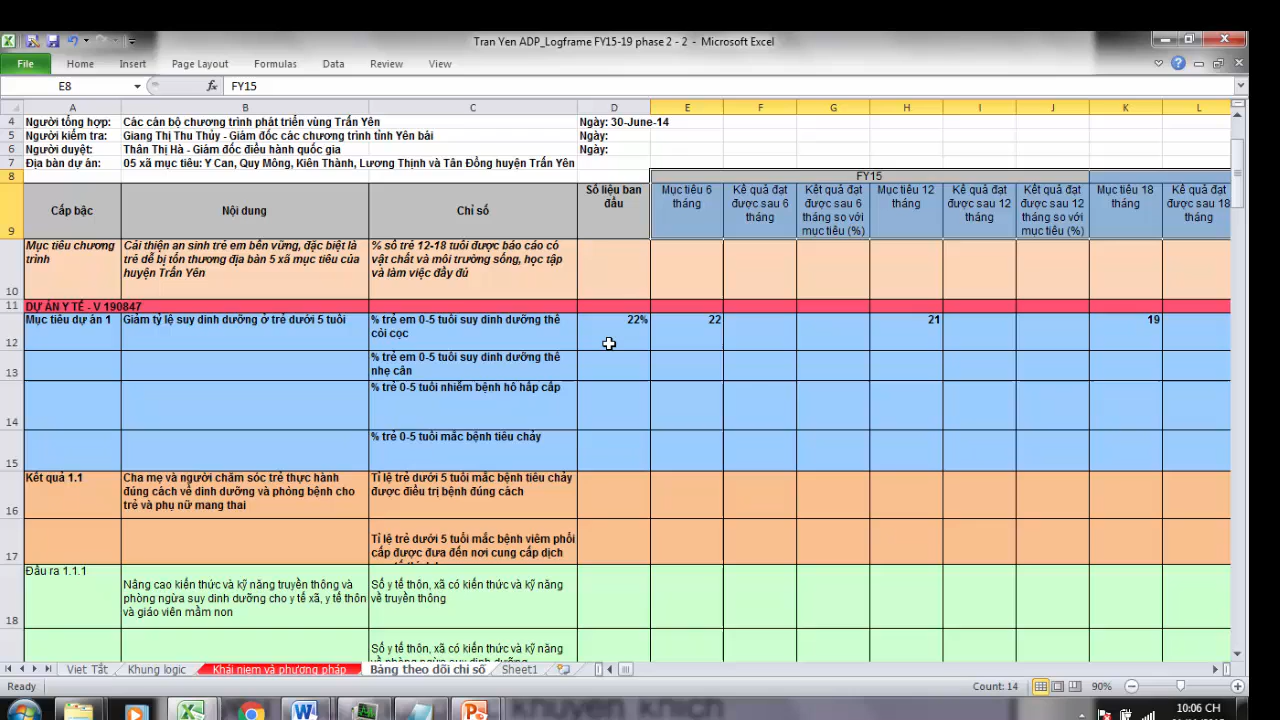 Tran Yen ADP_Logframe FY15-19 phase 2 - 2 - Microsoft Excel
File Home Insert Page Layout Formulas Data Review View
E8 fx FY15
A B C D E F G H I J K L
4 Người tổng hợp: Các cán bộ chương trình phát triển vùng Trấn Yên Ngày: 30-June-14
5 Người kiểm tra: Giang Thị Thu Thủy - Giám đốc các chương trình tỉnh Yên bái Ngày:
6 Người duyệt: Thân Thị Hà - Giám đốc điều hành quốc gia Ngày:
7 Địa bàn dự án: 05 xã mục tiêu: Y Can, Quy Mông, Kiên Thành, Lương Thịnh và Tân Đồng huyện Trấn Yên
8 FY15
Cấp bậc
Nội dung
Chỉ số
Số liệu ban
đầu
Mục tiêu 6
tháng
Kế quả đạt
được sau 6
tháng
Kết quả đạt
được sau 6
tháng so với
mục tiêu (%)
Mục tiêu 12
tháng
Kế quả đạt
được sau 12
tháng
Kết quả đạt
được sau 12
tháng so với
mục tiêu (%)
Mục tiêu 18
tháng
Kế quả đạt
được sau 18
tháng
9
Mục tiêu chương
trình
Cải thiện an sinh trẻ em bền vững, đặc biệt là
trẻ dễ bị tổn thương địa bàn 5 xã mục tiêu của
huyện Trấn Yên
% số trẻ 12-18 tuổi được báo cáo có
vật chất và môi trường sống, học tập
và làm việc đầy đủ
10
11 DỰ ÁN Y TẾ - V 190847
Mục tiêu dự án 1 Giảm tỷ lệ suy dinh dưỡng ở trẻ dưới 5 tuổi
% trẻ em 0-5 tuổi suy dinh dưỡng thể
còi cọc
22% 22 21 19
12
% trẻ em 0-5 tuổi suy dinh dưỡng thể
nhẹ cân
13
% trẻ 0-5 tuổi nhiễm bệnh hô hấp cấp
14
% trẻ 0-5 tuổi mắc bệnh tiêu chảy
15
Kết quả 1.1
Cha mẹ và người chăm sóc trẻ thực hành
đúng cách về dinh dưỡng và phòng bệnh cho
trẻ và phụ nữ mang thai
Tỉ lệ trẻ dưới 5 tuổi mắc bệnh tiêu chảy
được điều trị bệnh đúng cách
16
Tỉ lệ trẻ dưới 5 tuổi mắc bệnh viêm phổi
cấp được đưa đến nơi cung cấp dịch
17
Đầu ra 1.1.1
Nâng cao kiến thức và kỹ năng truyền thông và
phòng ngừa suy dinh dưỡng cho y tế xã, y tế thôn
và giáo viên mầm non
Số y tế thôn, xã có kiến thức và kỹ năng
về truyền thông
18
Số y tế thôn, xã có kiến thức và kỹ năng
Viet Tắt Khung logic Khái niệm và phương pháp Bảng theo dõi chỉ số Sheet1
Ready Count: 14 90%
10:06 CH